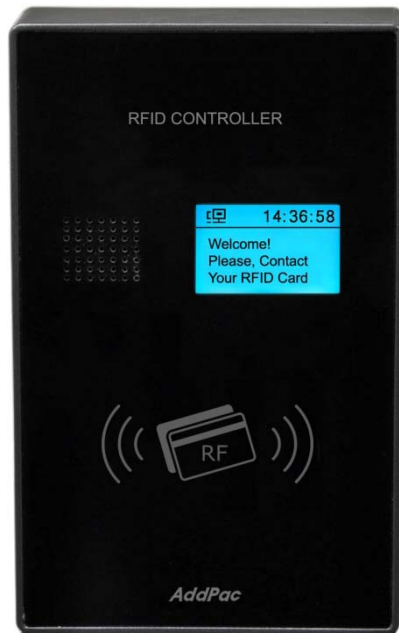 RFID CONTROLLER
14:36:58
Welcome!
Please, Contact
Your RFID Card
RF
AddPac